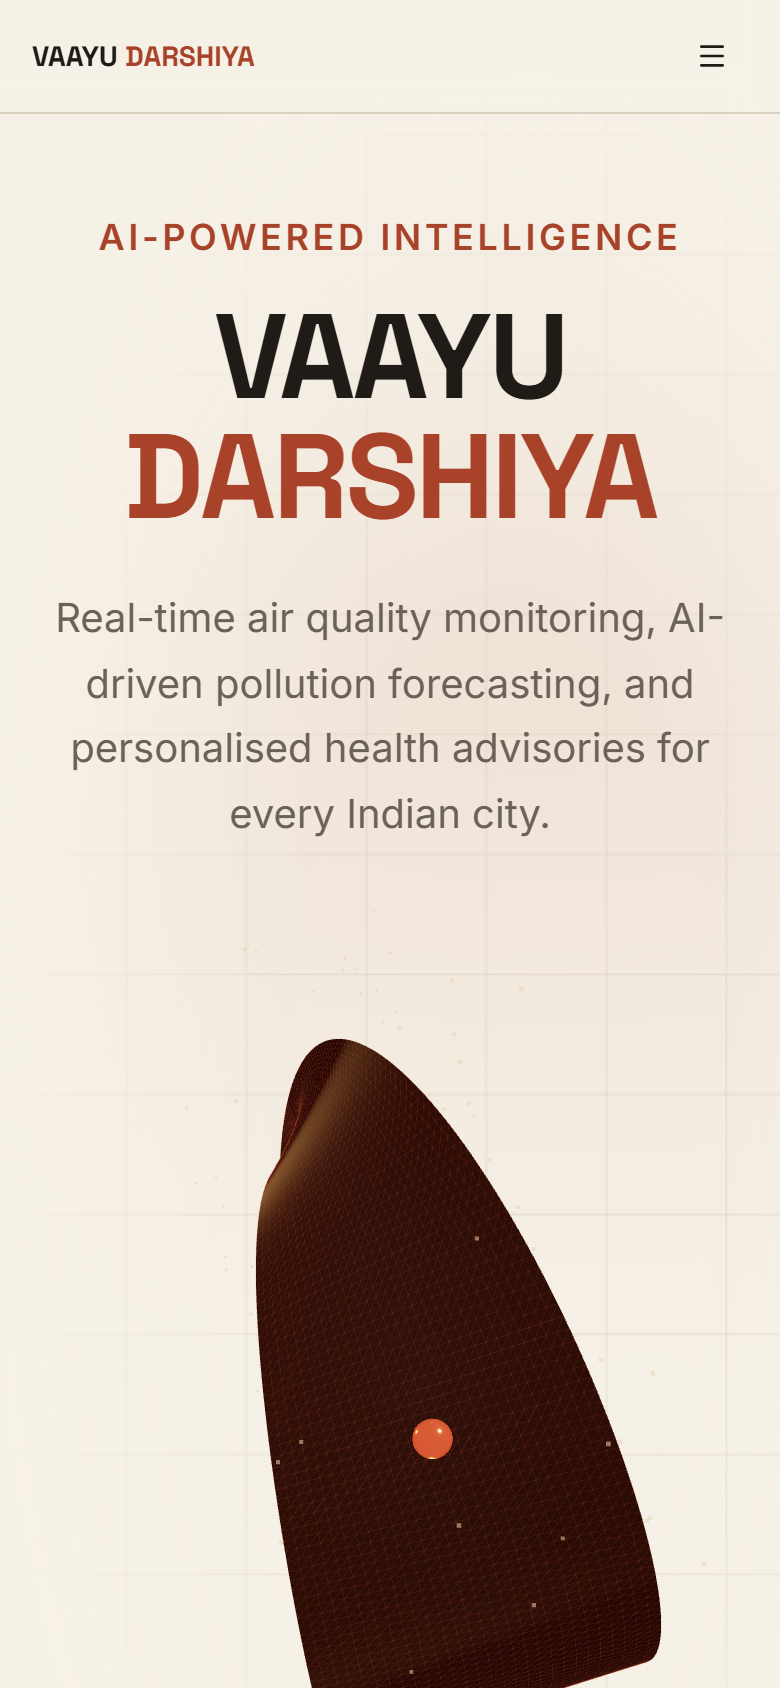 VAAYU DARSHIYA
AI-POWERED INTELLIGENCE
VAAYU
DARSHIYA
Real-time air quality monitoring, AI-
driven pollution forecasting, and
personalised health advisories for
every Indian city.